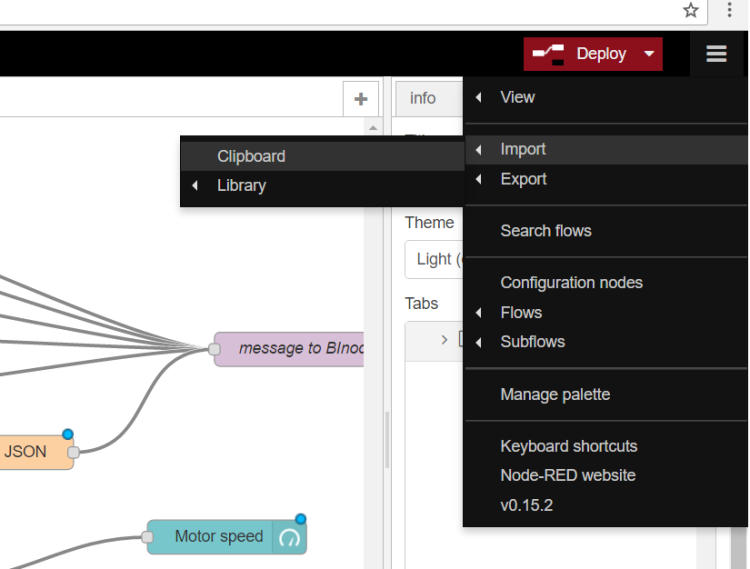 Deploy
info
View
Import
Clipboard
Library
Export
Theme
Search flows
Light (
Configuration nodes
Tabs
Flows
Subflows
message to BInod
Manage palette
JSON
Keyboard shortcuts
Node-RED website
v0.15.2
Motor speed